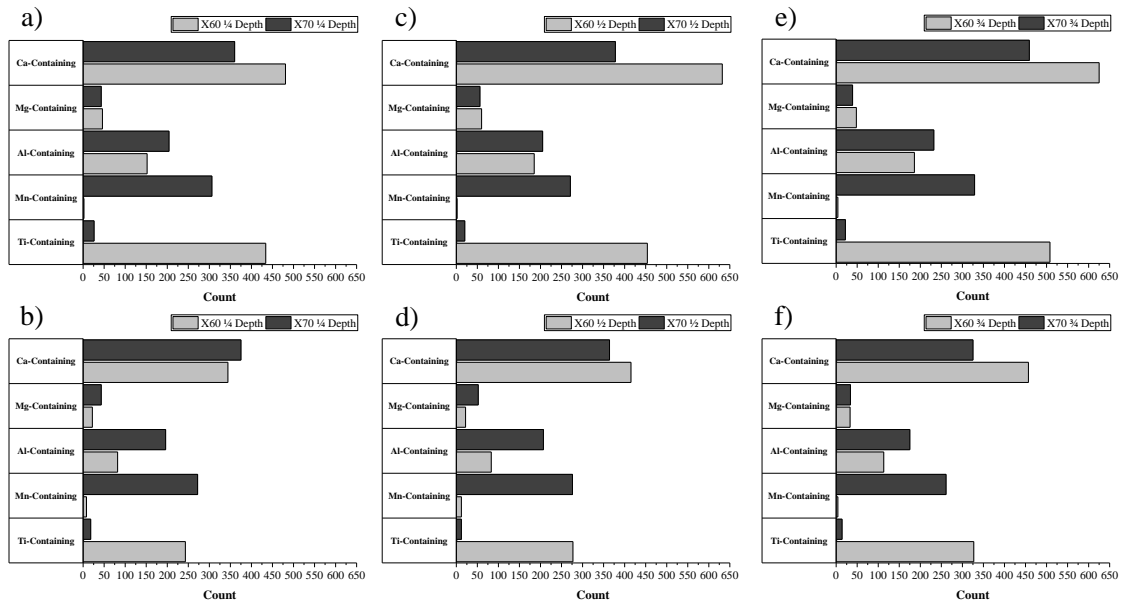 a)
X60 ¼ Depth X70 ¼ Depth
Ca-Containing
Mg-Containing
Al-Containing
Mn-Containing
Ti-Containing
0 50 100 150 200 250 300 350 400 450 500 550 600 650
Count
c)
X60 ½ Depth X70 ½ Depth
Ca-Containing
Mg-Containing
Al-Containing
Mn-Containing
Ti-Containing
0 50 100 150 200 250 300 350 400 450 500 550 600 650
Count
e)
X60 ¾ Depth X70 ¾ Depth
Ca-Containing
Mg-Containing
Al-Containing
Mn-Containing
Ti-Containing
0 50 100 150 200 250 300 350 400 450 500 550 600 650
Count
b)
X60 ¼ Depth X70 ¼ Depth
Ca-Containing
Mg-Containing
Al-Containing
Mn-Containing
Ti-Containing
0 50 100 150 200 250 300 350 400 450 500 550 600 650
Count
d)
X60 ½ Depth X70 ½ Depth
Ca-Containing
Mg-Containing
Al-Containing
Mn-Containing
Ti-Containing
0 50 100 150 200 250 300 350 400 450 500 550 600 650
Count
f)
X60 ¾ Depth X70 ¾ Depth
Ca-Containing
Mg-Containing
Al-Containing
Mn-Containing
Ti-Containing
0 50 100 150 200 250 300 350 400 450 500 550 600 650
Count